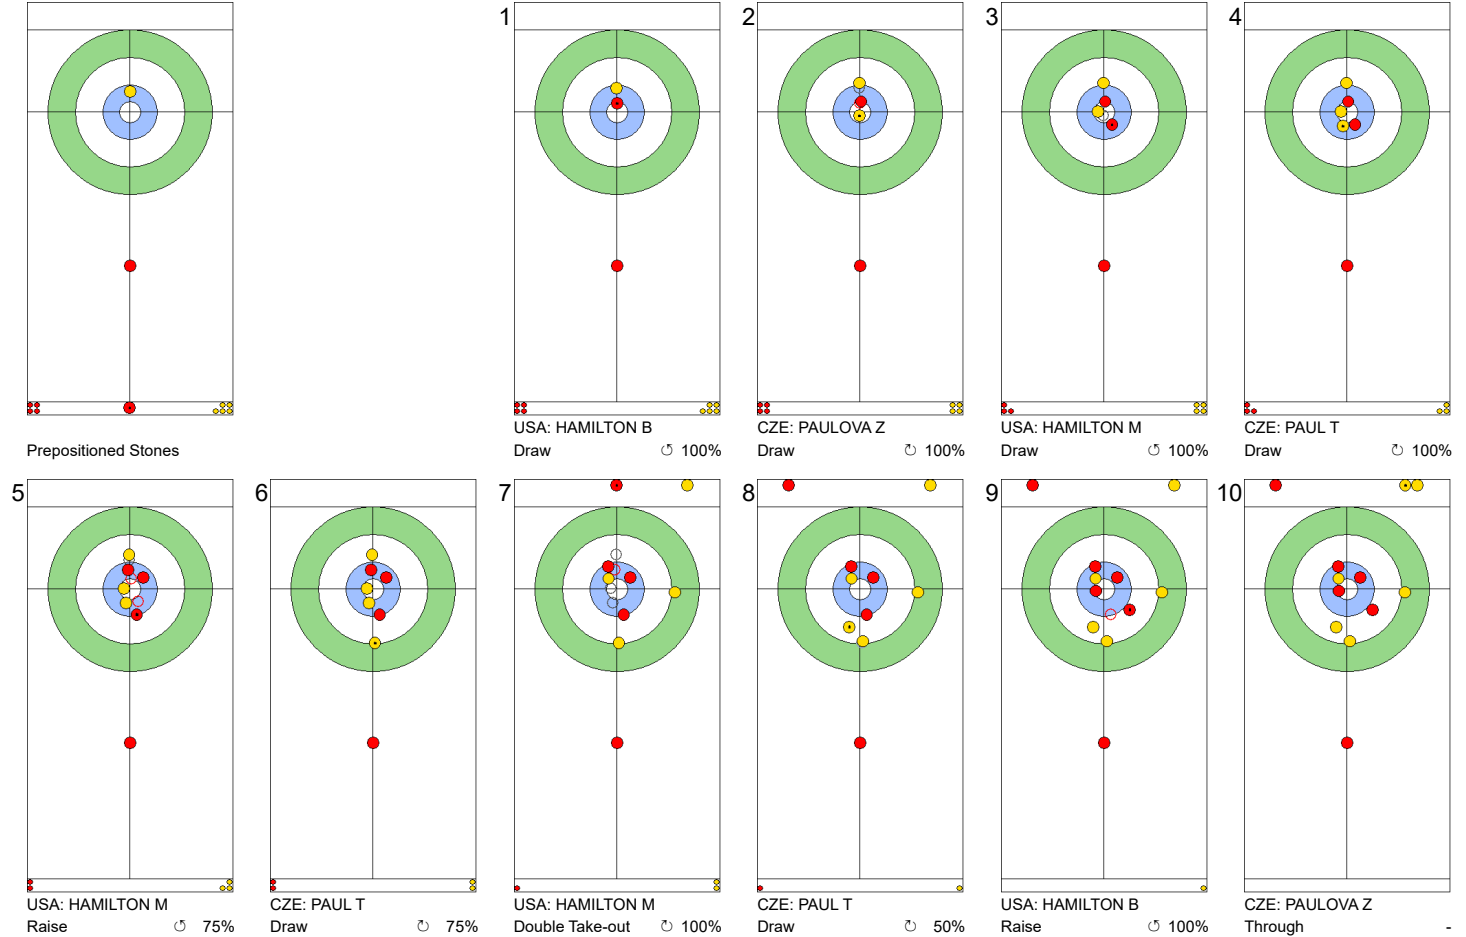 1
2
3
4
Prepositioned Stones
USA: HAMILTON B
Draw ↺ 100%
CZE: PAULOVA Z
Draw ↻ 100%
USA: HAMILTON M
Draw ↺ 100%
CZE: PAUL T
Draw ↻ 100%
5
6
7
8
9
10
USA: HAMILTON M
Raise ↺ 75%
CZE: PAUL T
Draw ↻ 75%
USA: HAMILTON M
Double Take-out ↻ 100%
CZE: PAUL T
Draw ↻ 50%
USA: HAMILTON B
Raise ↺ 100%
CZE: PAULOVA Z
Through -